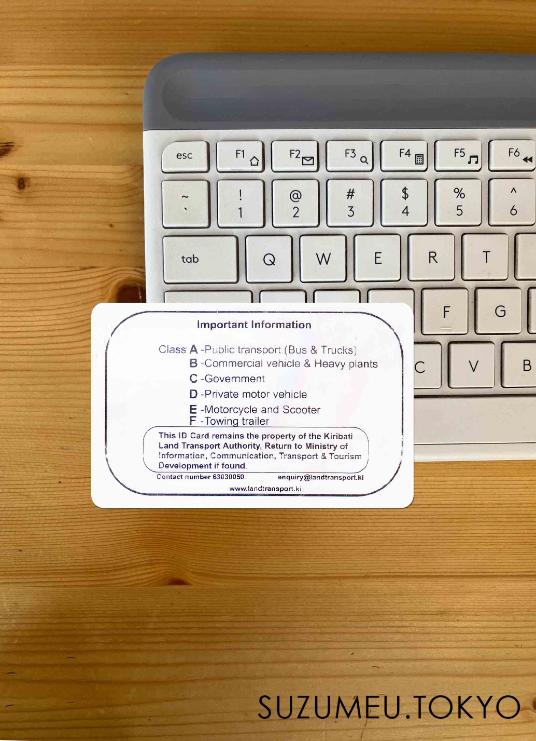 esc F1 F2 F3 F4 F5 F6
~ ! @ # $ % ^
` 1 2 3 4 5 6
tab Q W E R T
F G
C V B
Important Information
Class A -Public transport (Bus & Trucks)
B -Commercial vehicle & Heavy plants
C -Government
D -Private motor vehicle
E -Motorcycle and Scooter
F -Towing trailer
This ID Card remains the property of the Kiribati
Land Transport Authority, Return to Ministry of
Information, Communication, Transport & Tourism
Development if found.
Contact number 63030050 enquiry@landtransport.ki
www.landtransport.ki
SUZUMEU.TOKYO